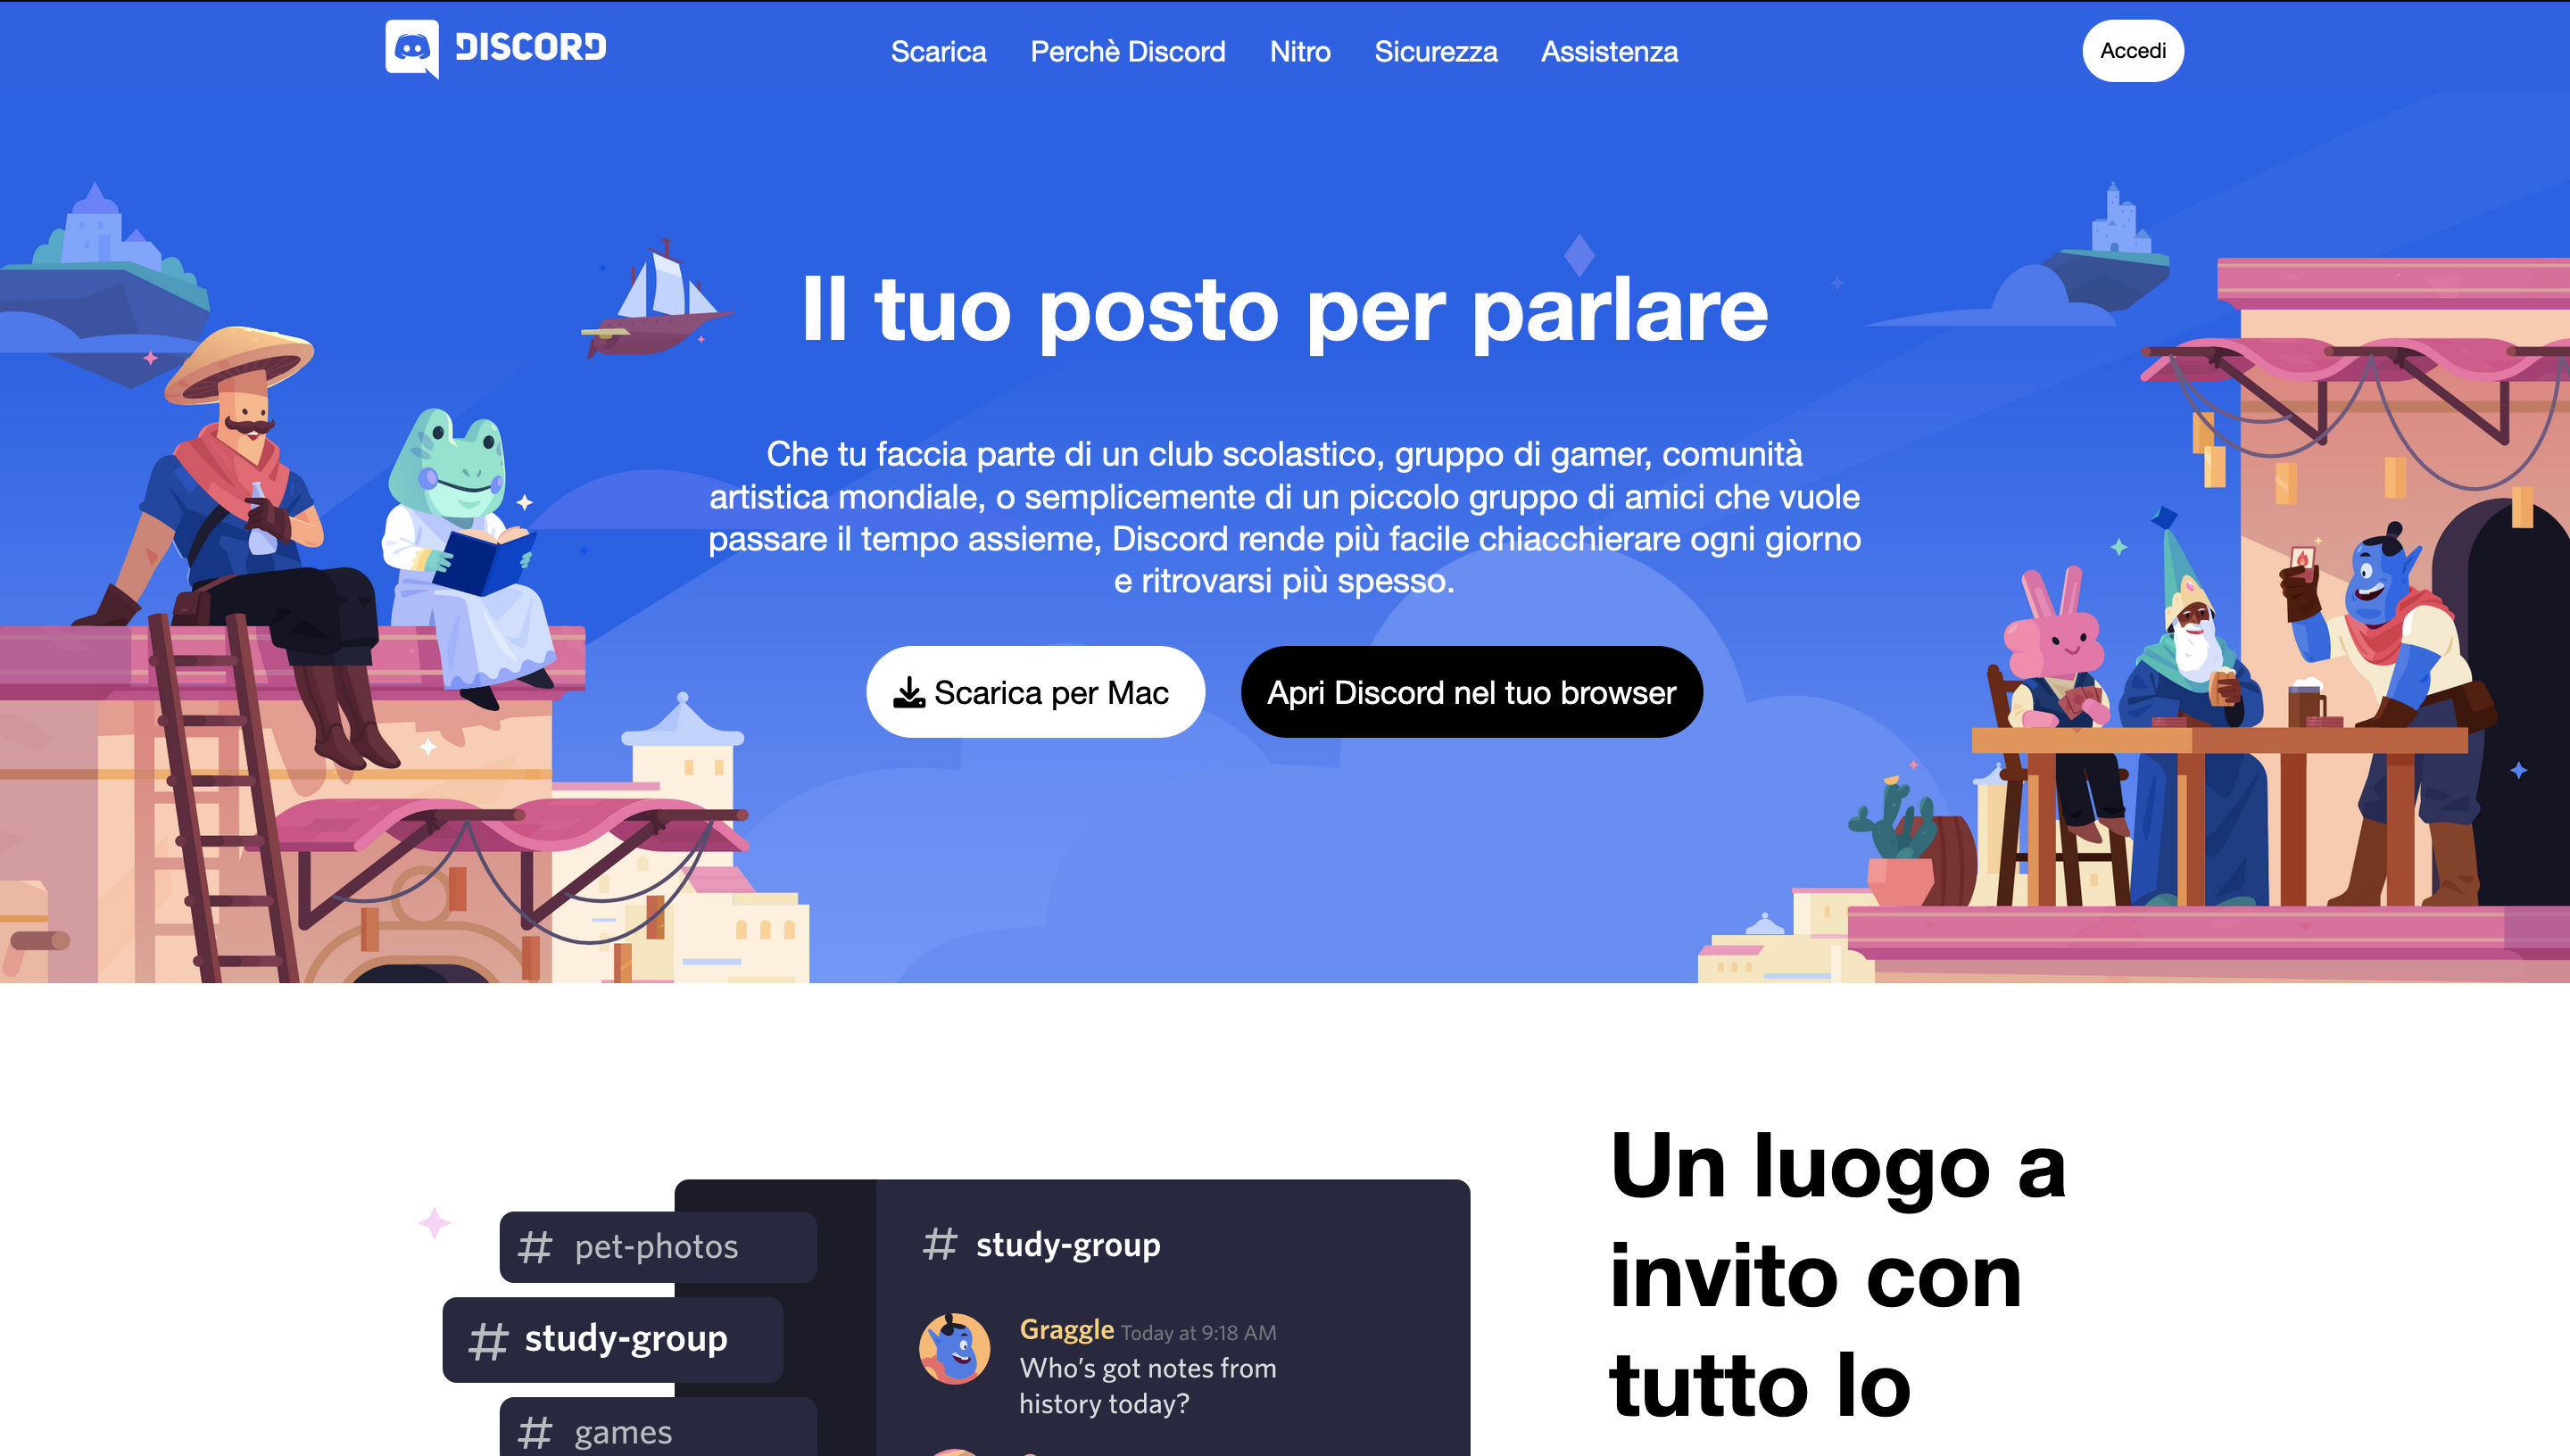 DISCORD
Scarica
Perchè Discord
Nitro
Sicurezza
Assistenza
Accedi
Il tuo posto per parlare
Che tu faccia parte di un club scolastico, gruppo di gamer, comunità
artistica mondiale, o semplicemente di un piccolo gruppo di amici che vuole
passare il tempo assieme, Discord rende più facile chiacchierare ogni giorno
e ritrovarsi più spesso.
Scarica per Mac
Apri Discord nel tuo browser
# pet-photos
# study-group
# games
# study-group
Graggle Today at 9:18 AM
Who's got notes from
history today?
Un luogo a
invito con
tutto lo